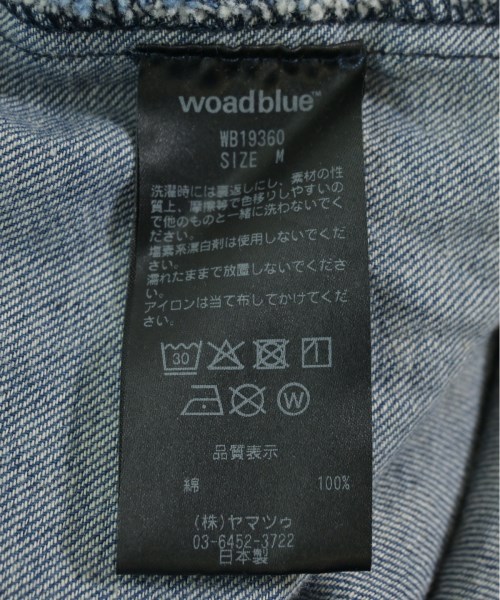 woadblue™
WB19360
SIZE M
洗濯時には裏返しにし、素材の性
質上、摩擦等で色移りしやすいの
で他のものと一緒に洗わないでく
ださい。
塩素系漂白剤は使用しないでくだ
さい。
濡れたままで放置しないでくださ
い。
アイロンは当て布してかけてくだ
さい。
30
W
品質表示
綿 100%
(株)ヤマツゥ
03-6452-3722
日本製